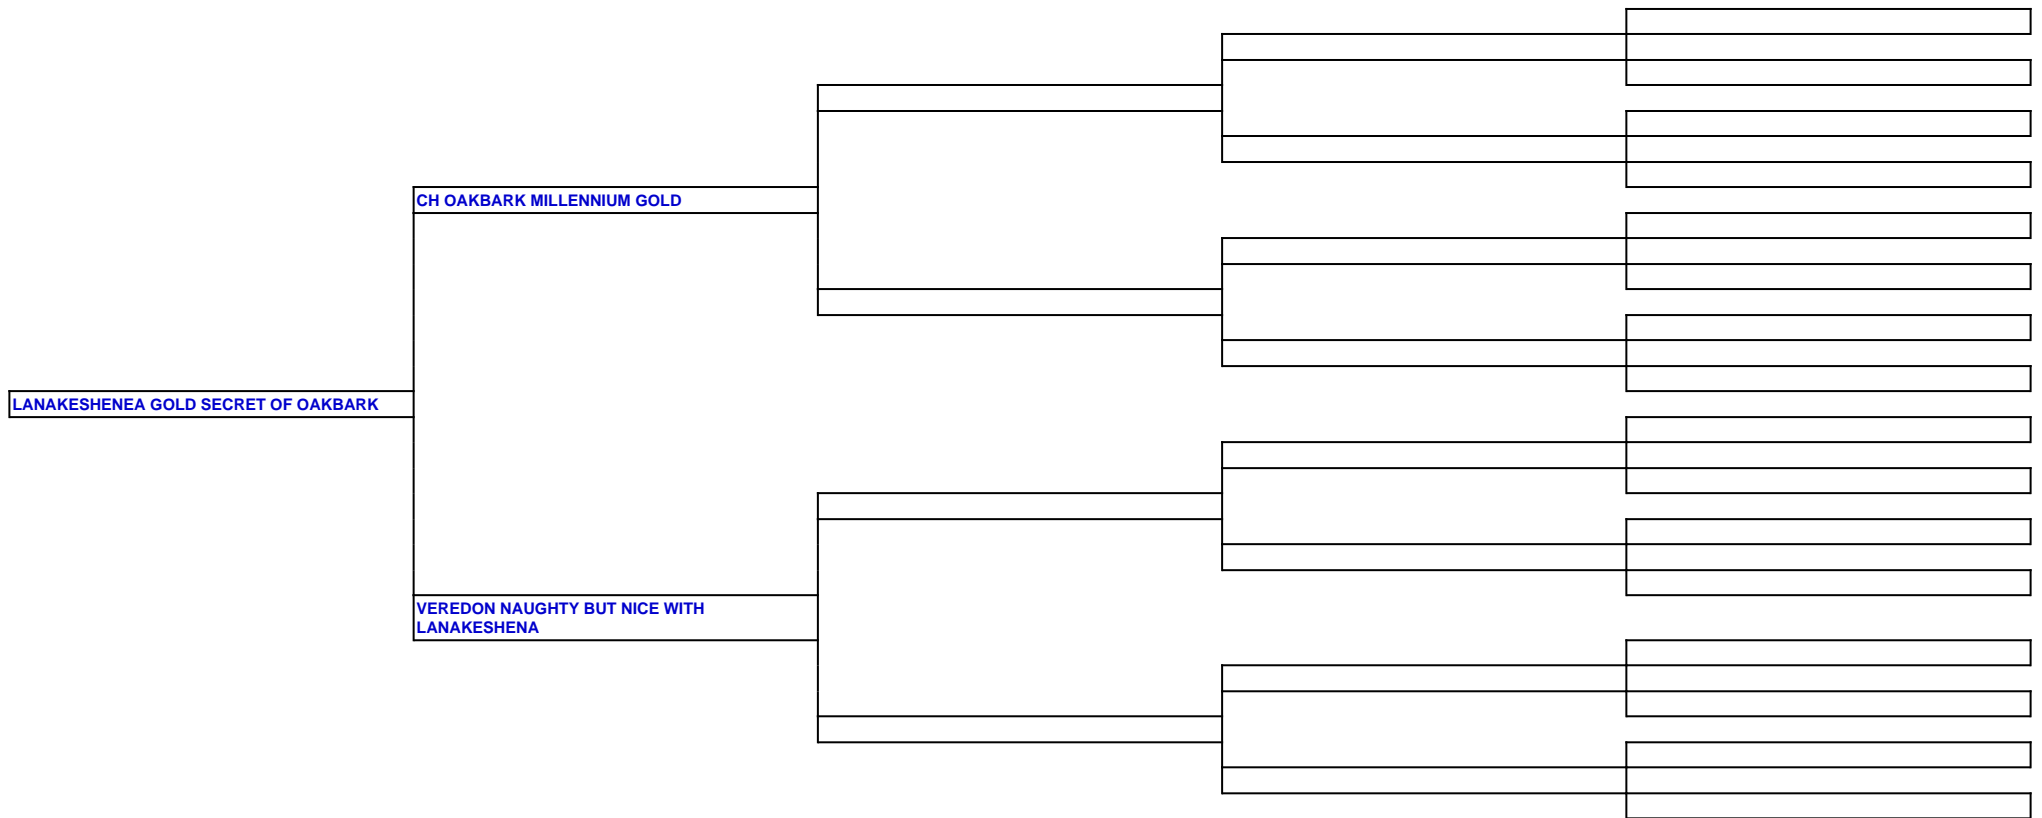 CH OAKBARK MILLENNIUM GOLD
LANAKESHENEA GOLD SECRET OF OAKBARK
VEREDON NAUGHTY BUT NICE WITH
LANAKESHENA